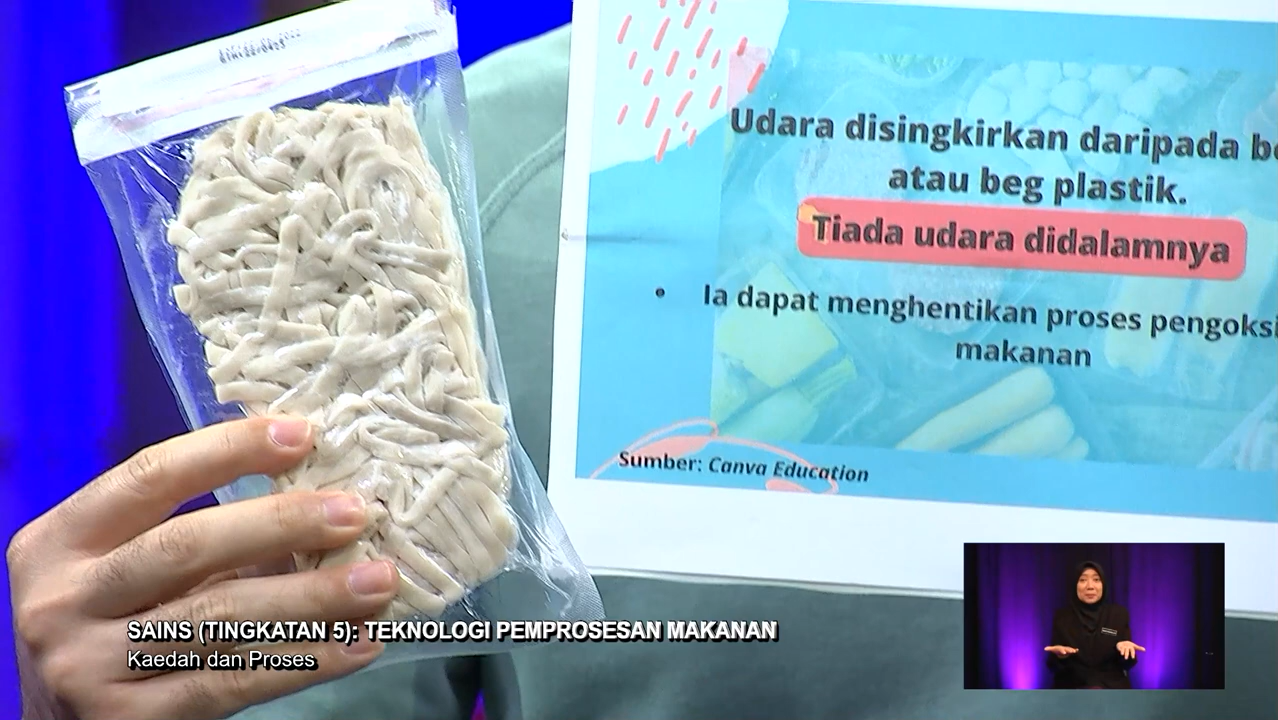 Udara disingkirkan daripada
atau beg plastik.
Tiada udara didalamnya
• Ia dapat menghentikan proses
makanan
Sumber: Canva Education
SAINS (TINGKATAN 5): TEKNOLOGI PEMPROSESAN MAKANAN
Kaedah dan Proses